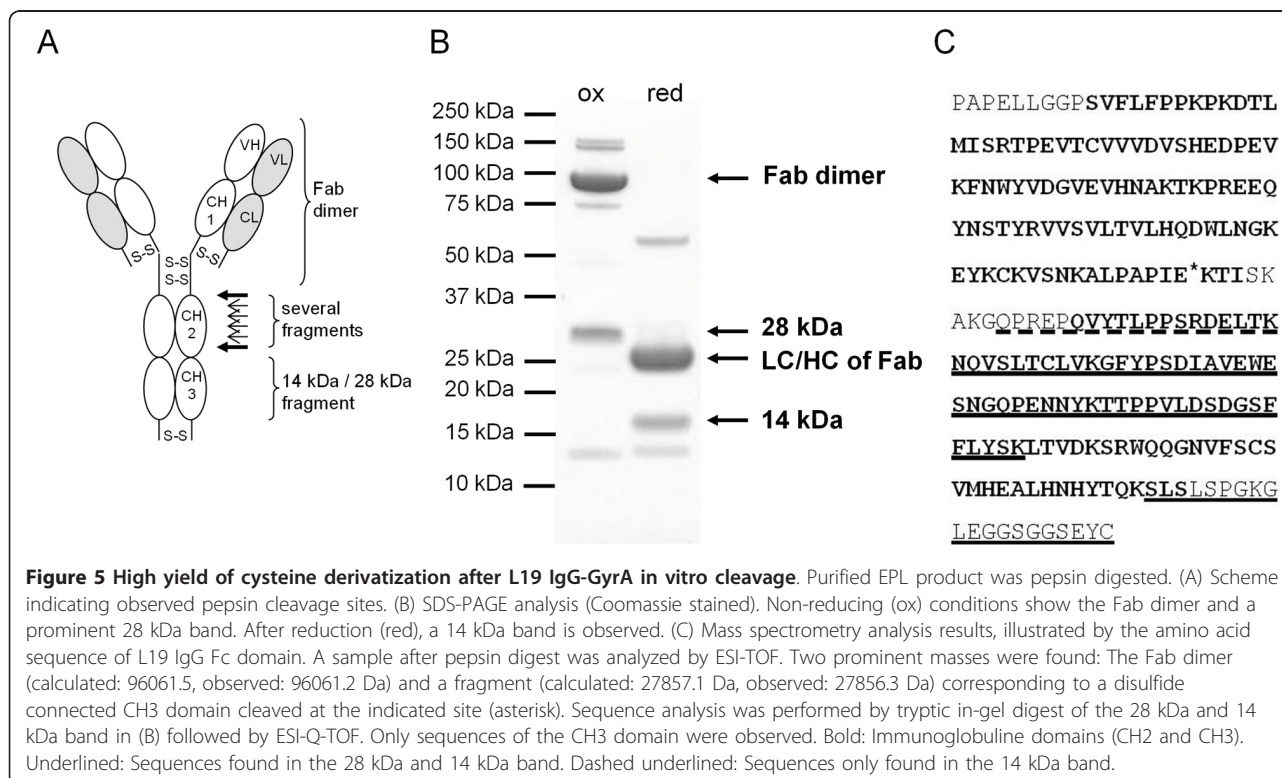 A
B
C
VH
VL
CH
1
CL
S-S
S-S
S-S
S-S
CH
2
CH
3
S-S
Fab
dimer
several
fragments
14 kDa / 28 kDa
fragment
ox red
250 kDa
150 kDa
100 kDa
75 kDa
50 kDa
37 kDa
25 kDa
20 kDa
15 kDa
10 kDa
Fab dimer
28 kDa
LC/HC of Fab
14 kDa
PAPELLGGPSVFLFPPKPKDTL
MISRTPEVTCVVVDVSHEDPEV
KFNWYVDGVEVHNAKTKPREEQ
YNSTYRVVSVLTVLHQDWLNGK
EYKCKVSNKALPAPIE*KTISK
AKGQPREPQVYTLPPSRDELTK
NQVSLTCLVKGFYPSDIAVEWE
SNGQPENNYKTTPPVLDSDGSF
FLYSKLTVDKSRWQQGNVFSCS
VMHEALHNHYTQKSLSLSPGKG
LEGGSGGSEYC
Figure 5 High yield of cysteine derivatization after L19 IgG-GyrA in vitro cleavage. Purified EPL product was pepsin digested. (A) Scheme
indicating observed pepsin cleavage sites. (B) SDS-PAGE analysis (Coomassie stained). Non-reducing (ox) conditions show the Fab dimer and a
prominent 28 kDa band. After reduction (red), a 14 kDa band is observed. (C) Mass spectrometry analysis results, illustrated by the amino acid
sequence of L19 IgG Fc domain. A sample after pepsin digest was analyzed by ESI-TOF. Two prominent masses were found: The Fab dimer
(calculated: 96061.5, observed: 96061.2 Da) and a fragment (calculated: 27857.1 Da, observed: 27856.3 Da) corresponding to a disulfide
connected CH3 domain cleaved at the indicated site (asterisk). Sequence analysis was performed by tryptic in-gel digest of the 28 kDa and 14
kDa band in (B) followed by ESI-Q-TOF. Only sequences of the CH3 domain were observed. Bold: Immunoglobuline domains (CH2 and CH3).
Underlined: Sequences found in the 28 kDa and 14 kDa band. Dashed underlined: Sequences only found in the 14 kDa band.